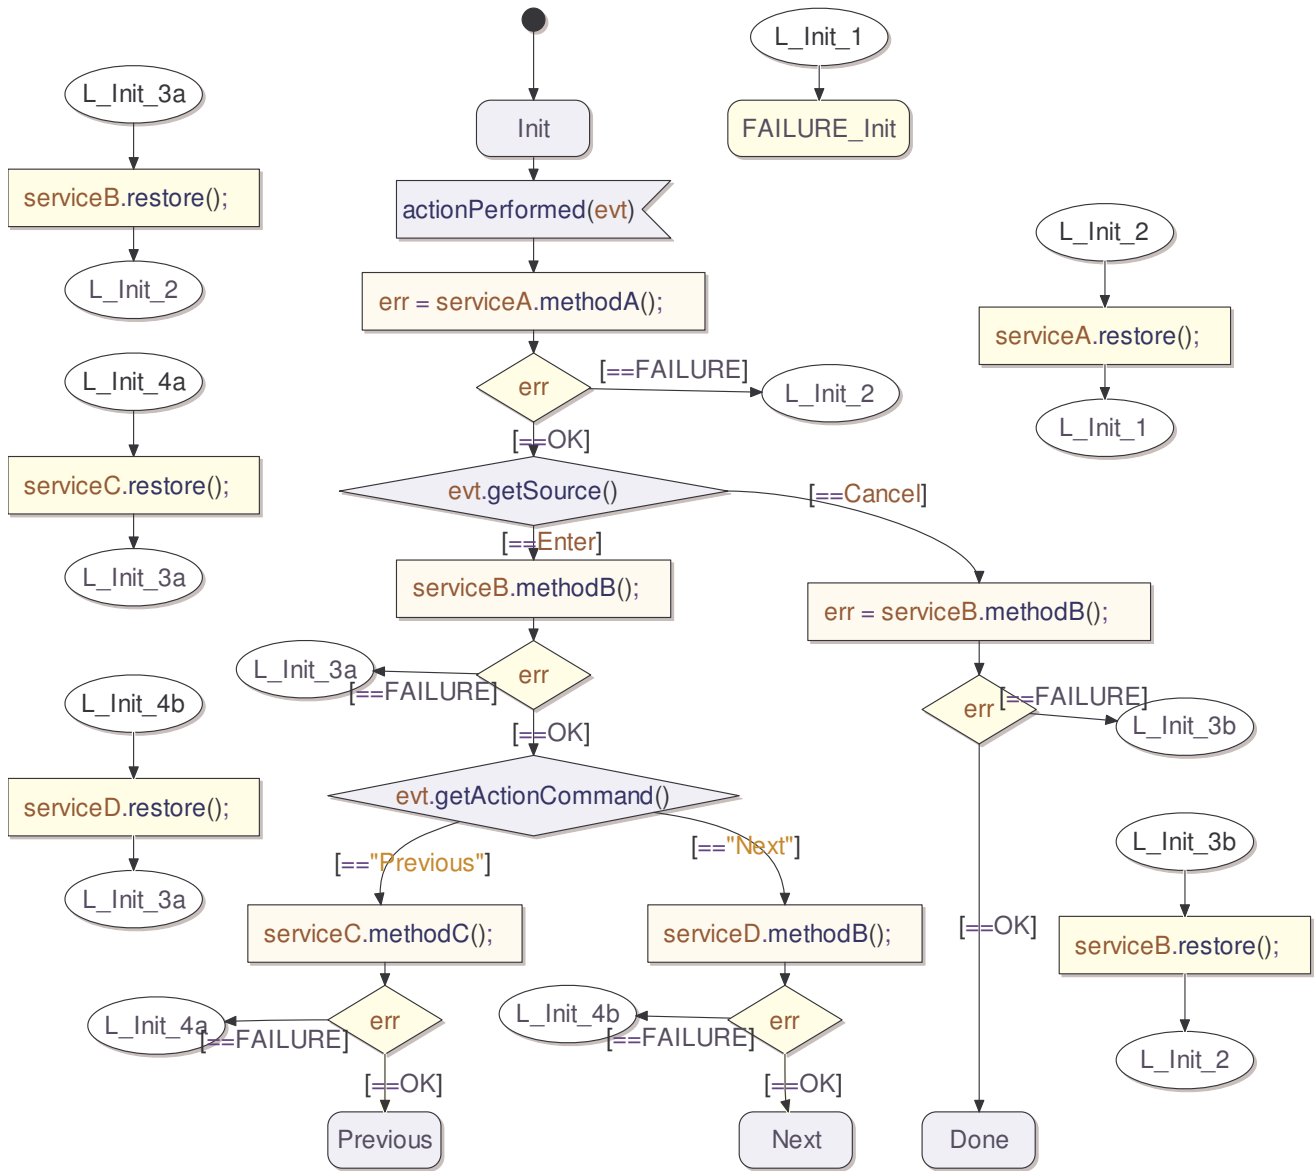 L_Init_1
L_Init_3a
Init
FAILURE_Init
serviceB.restore();
actionPerformed(evt)
L_Init_2
L_Init_2
err = serviceA.methodA();
serviceA.restore();
L_Init_4a
err
[==FAILURE]
L_Init_2
L_Init_1
[==OK]
serviceC.restore();
evt.getSource()
[==Cancel]
[==Enter]
L_Init_3a
serviceB.methodB();
err = serviceB.methodB();
L_Init_3a
[==FAILURE]
err
L_Init_4b
err
[==FAILURE]
L_Init_3b
[==OK]
serviceD.restore();
evt.getActionCommand()
[=="Previous"]
[=="Next"]
L_Init_3b
L_Init_3a
serviceC.methodC();
serviceD.methodB();
[==OK]
serviceB.restore();
L_Init_4a
[==FAILURE]
err
L_Init_4b
[==FAILURE]
err
L_Init_2
[==OK]
[==OK]
Previous
Next
Done